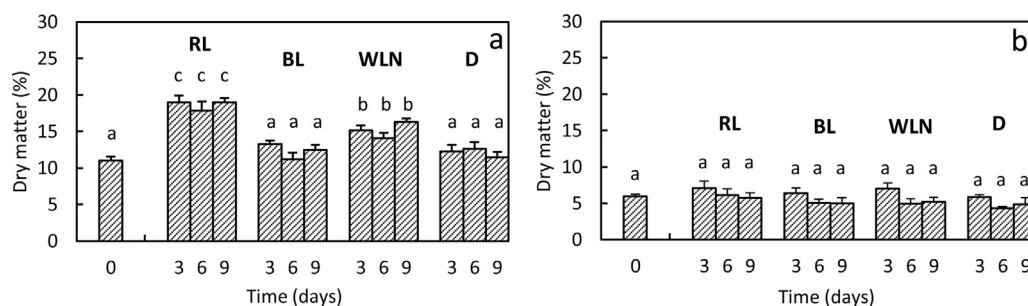 a
RL BL WLN D
c c c a a a b b b a a a
a
Dry matter (%)
30
25
20
15
10
5
0
0 3 6 9 3 6 9 3 6 9 3 6 9
Time (days)
b
RL BL WLN D
a a a a a a a a a a a a a
Dry matter (%)
30
25
20
15
10
5
0
0 3 6 9 3 6 9 3 6 9 3 6 9
Time (days)